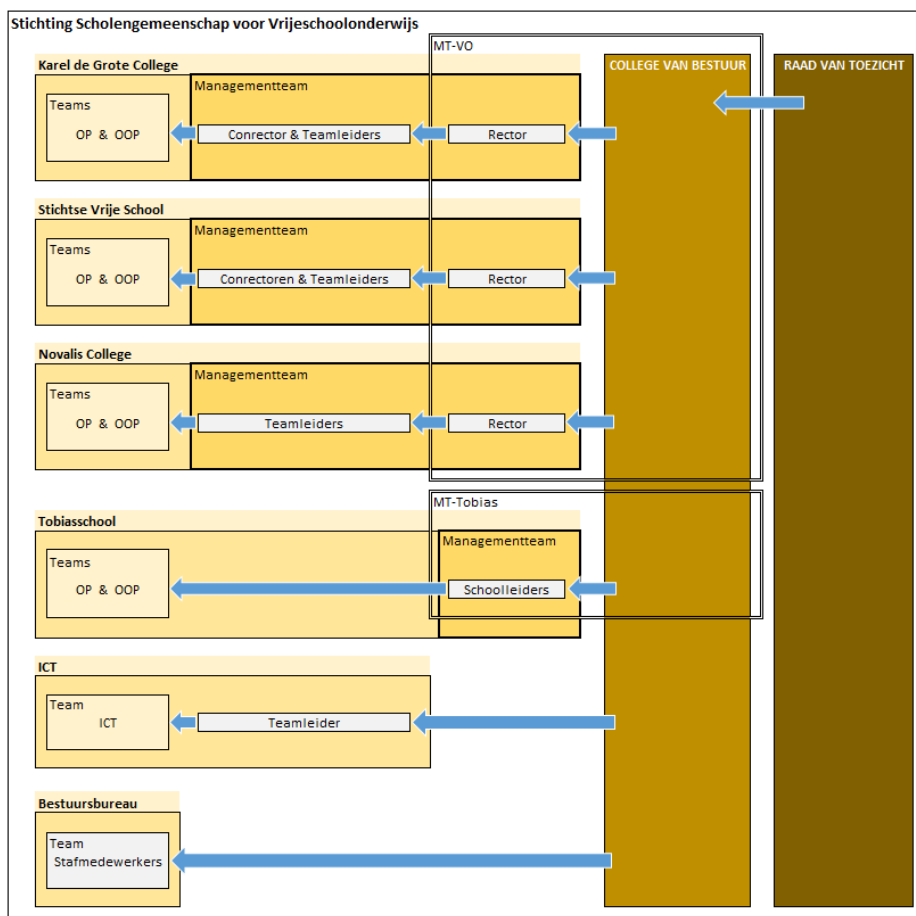 Stichting Scholengemeenschap voor Vrijeschoolonderwijs
MT-VO
COLLEGE VAN BESTUUR
RAAD VAN TOEZICHT
Karel de Grote College
Managementteam
Teams
OP & OOP
Conrector & Teamleiders
Rector
Stichtse Vrije School
Managementteam
Teams
OP & OOP
Conrectoren & Teamleiders
Rector
Novalis College
Managementteam
Teams
OP & OOP
Teamleiders
Rector
MT-Tobias
Tobiasschool
Managementteam
Teams
OP & OOP
Schoolleiders
ICT
Team
ICT
Teamleider
Bestuursbureau
Team
Stafmedewerkers